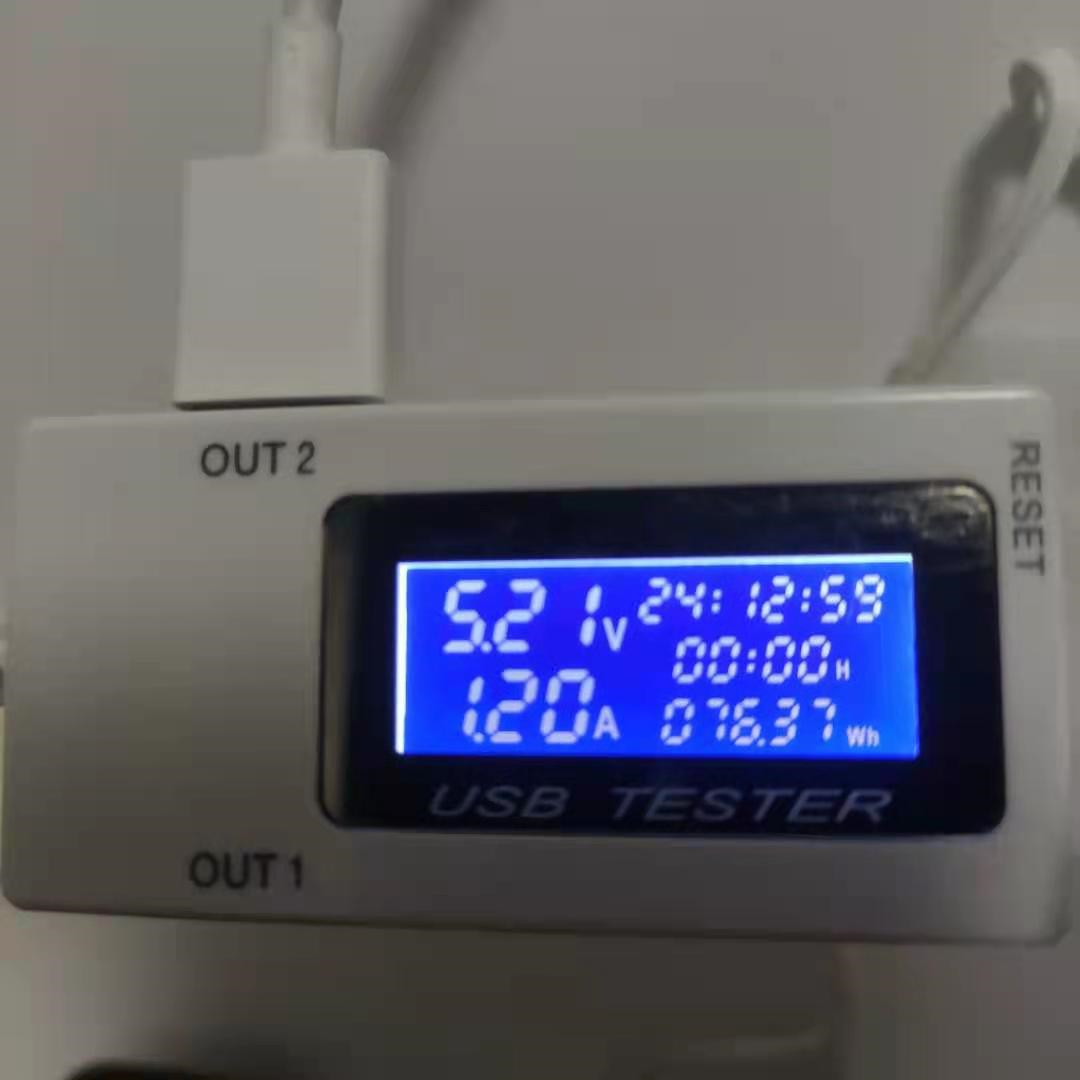 OUT 2
RESET
5.21V 24:12:59
00:00H
1.20A 076.37Wh
USB TESTER
OUT 1